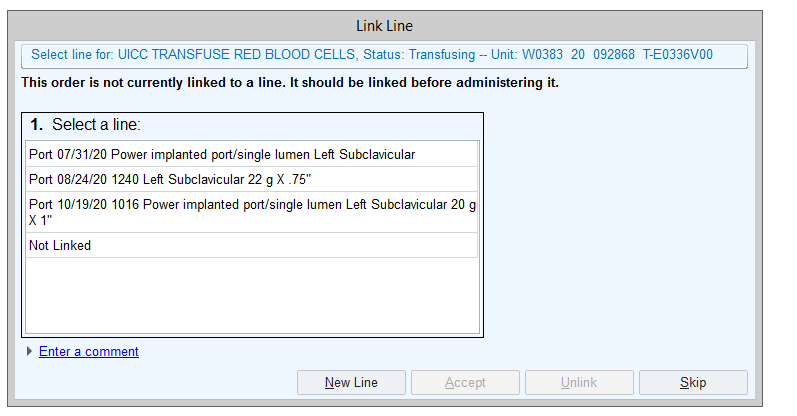 Link Line
Select line for: UICC TRANSFUSE RED BLOOD CELLS, Status: Transfusing -- Unit: W0383 20 092868 T-E0336V00
This order is not currently linked to a line. It should be linked before administering it.
1. Select a line:
Port 07/31/20 Power implanted port/single lumen Left Subclavicular
Port 08/24/20 1240 Left Subclavicular 22 g X .75"
Port 10/19/20 1016 Power implanted port/single lumen Left Subclavicular 20 g
X 1"
Not Linked
Enter a comment
New Line Accept Unlink Skip